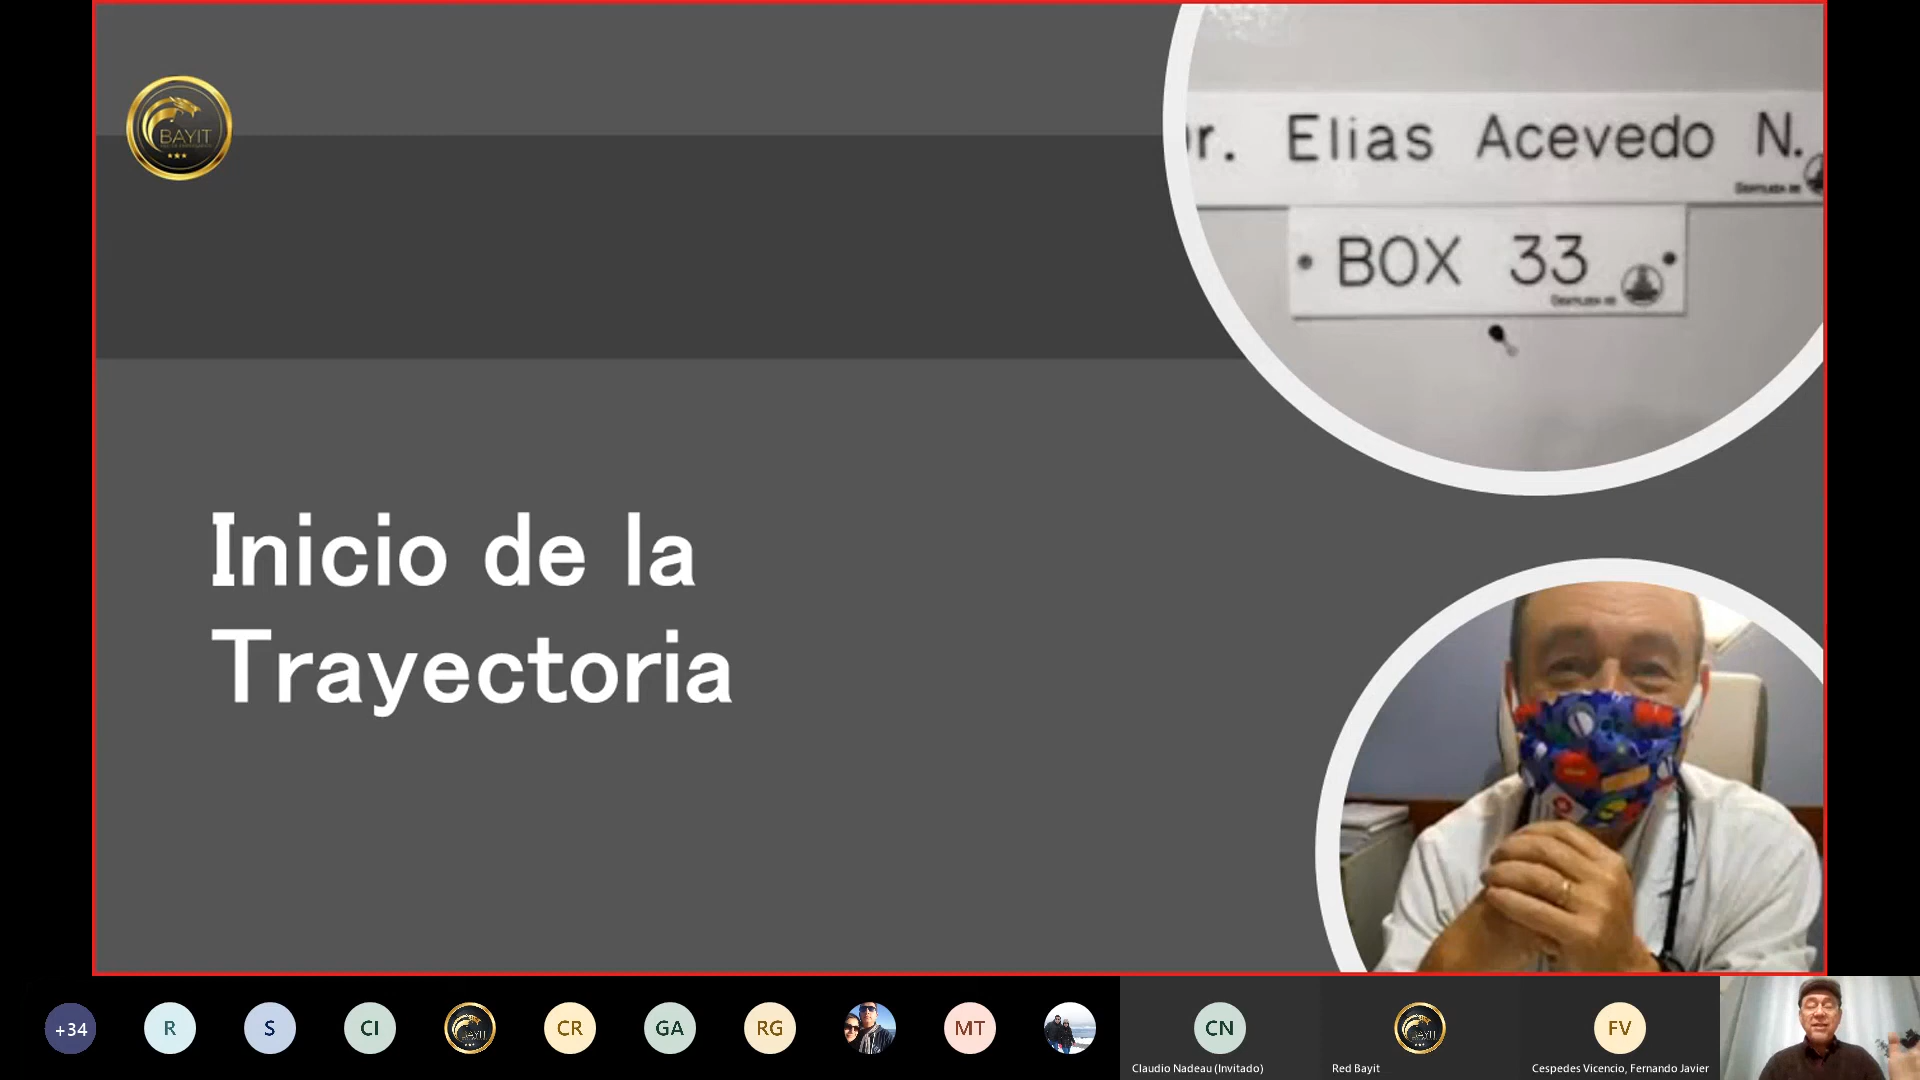 BAYIT
r. Elias Acevedo N.
BOX 33
Inicio de la
Trayectoria
+34
R
S
CI
BAYIT
CR
GA
RG
MT
CN
Claudio Nadeau (Invitado)
Red Bayit
FV
Cespedes Vicencio, Fernando Javier